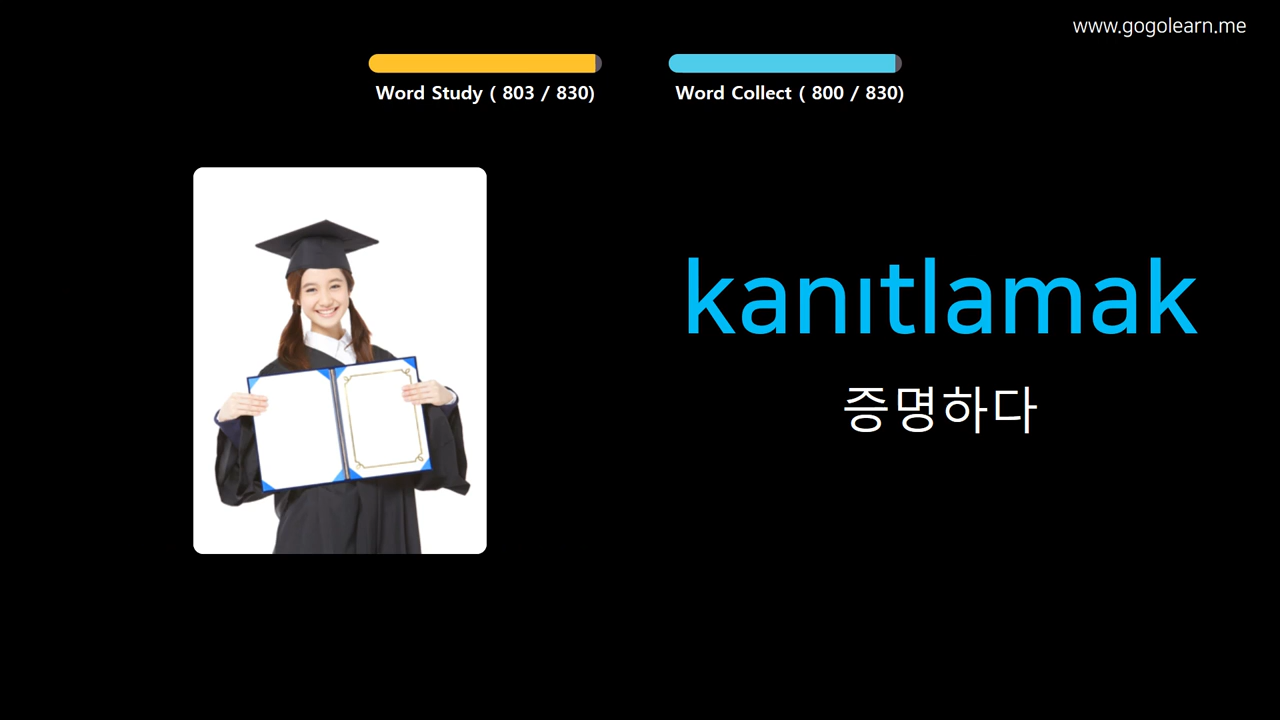 www.gogolearn.me
Word Study ( 803 / 830)
Word Collect ( 800 / 830)
kanıtlamak
증명하다